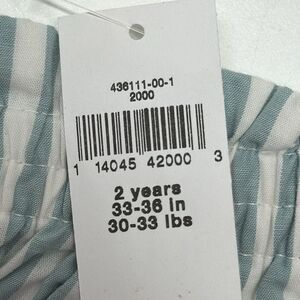 436111-00-1
2000
1 14045 42000 3
2 years
33-36 in
30-33 lbs